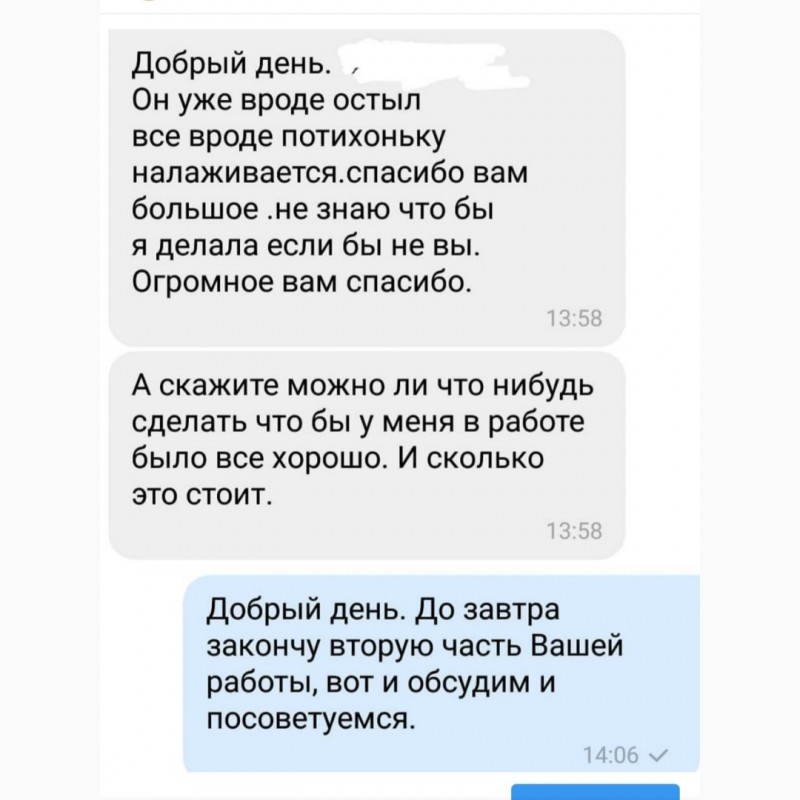 Добрый день.
Он уже вроде остыл
все вроде потихоньку
налаживается.спасибо вам
большое .не знаю что бы
я делала если бы не вы.
Огромное вам спасибо.
13:58
А скажите можно ли что нибудь
сделать что бы у меня в работе
было все хорошо. И сколько
это стоит.
13:58
Добрый день. До завтра
закончу вторую часть Вашей
работы, вот и обсудим и
посоветуемся.
14:06